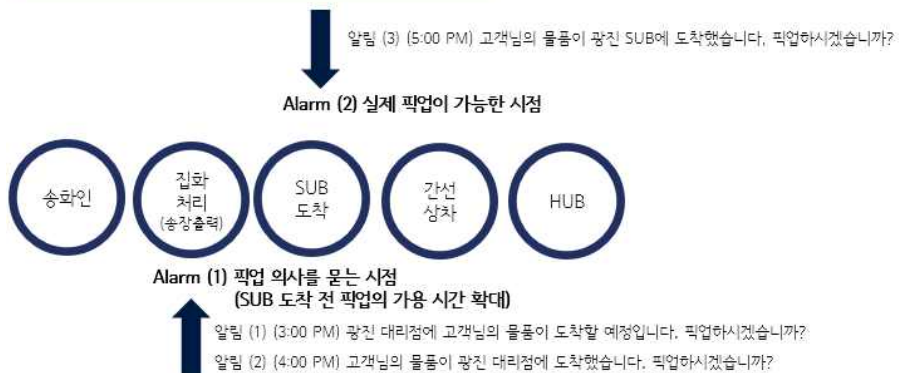 알림 (3) (5:00 PM) 고객님의 물품이 광진 SUB에 도착했습니다. 픽업하시겠습니까?
Alarm (2) 실제 픽업이 가능한 시점
송화인
집화
처리
(송장출력)
SUB
도착
간선
상차
HUB
Alarm (1) 픽업 의사를 묻는 시점
(SUB 도착 전 픽업의 가용 시간 확대)
알림 (1) (3:00 PM) 광진 대리점에 고객님의 물품이 도착할 예정입니다. 픽업하시겠습니까?
알림 (2) (4:00 PM) 고객님의 물품이 광진 대리점에 도착했습니다. 픽업하시겠습니까?